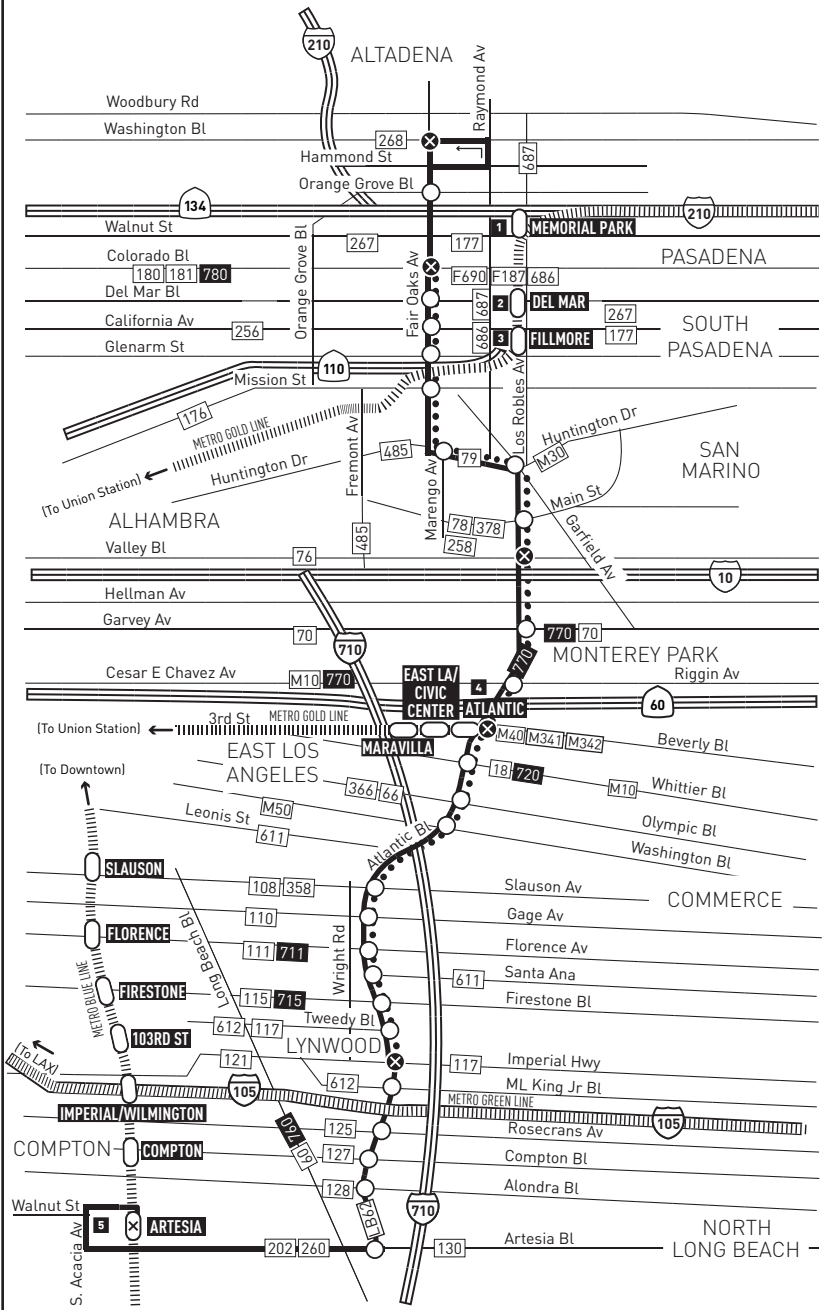 210
ALTADENA
Raymond Av
Woodbury Rd
Washington Bl
268
Hammond St
687
Orange Grove Bl
134
210
Walnut St
1 MEMORIAL PARK
Orange Grove Bl
267
177
PASADENA
Colorado Bl
180 181 780
Fair Oaks Av
F690 F187 686
Del Mar Bl
687
2 DEL MAR
267
California Av
256
686
3 FILLMORE
177
SOUTH
PASADENA
Glenarm St
110
Mission St
Los Robles Av
176
METRO GOLD LINE
Fremont Av
Huntington Dr
485
79
M30
Huntington Dr
SAN
MARINO
(To Union Station)
Marengo Av
Main St
ALHAMBRA
485
78 378
258
Garfield Av
Valley Bl
76
10
Hellman Av
Garvey Av
70
710
770 70
770
MONTEREY PARK
Cesar E Chavez Av
M10 770
EAST LA/
CIVIC
CENTER
4
ATLANTIC
Riggin Av
60
(To Union Station)
3rd St
METRO GOLD LINE
MARAVILLA
M40 M341 M342
Beverly Bl
EAST LOS
ANGELES
(To Downtown)
18 720
M10
Whittier Bl
366 66
M50
Leonis St
611
Olympic Bl
Atlantic Bl
Washington Bl
SLAUSON
108 358
Slauson Av
COMMERCE
110
Gage Av
Long Beach Bl
Wright Rd
FLORENCE
111 711
Florence Av
METRO BLUE LINE
611
Santa Ana
FIRESTONE
115 715
Firestone Bl
612 117
Tweedy Bl
103RD ST
LYNWOOD
(To LAX)
121
117
Imperial Hwy
612
ML King Jr Bl
105
METRO GREEN LINE
IMPERIAL/WILMINGTON
105
125
Rosecrans Av
760
60
COMPTON
COMPTON
127
Compton Bl
128
Alondra Bl
Walnut St
LB62
710
S. Acacia Av
5
ARTESIA
NORTH
LONG BEACH
202 260
130
Artesia Bl